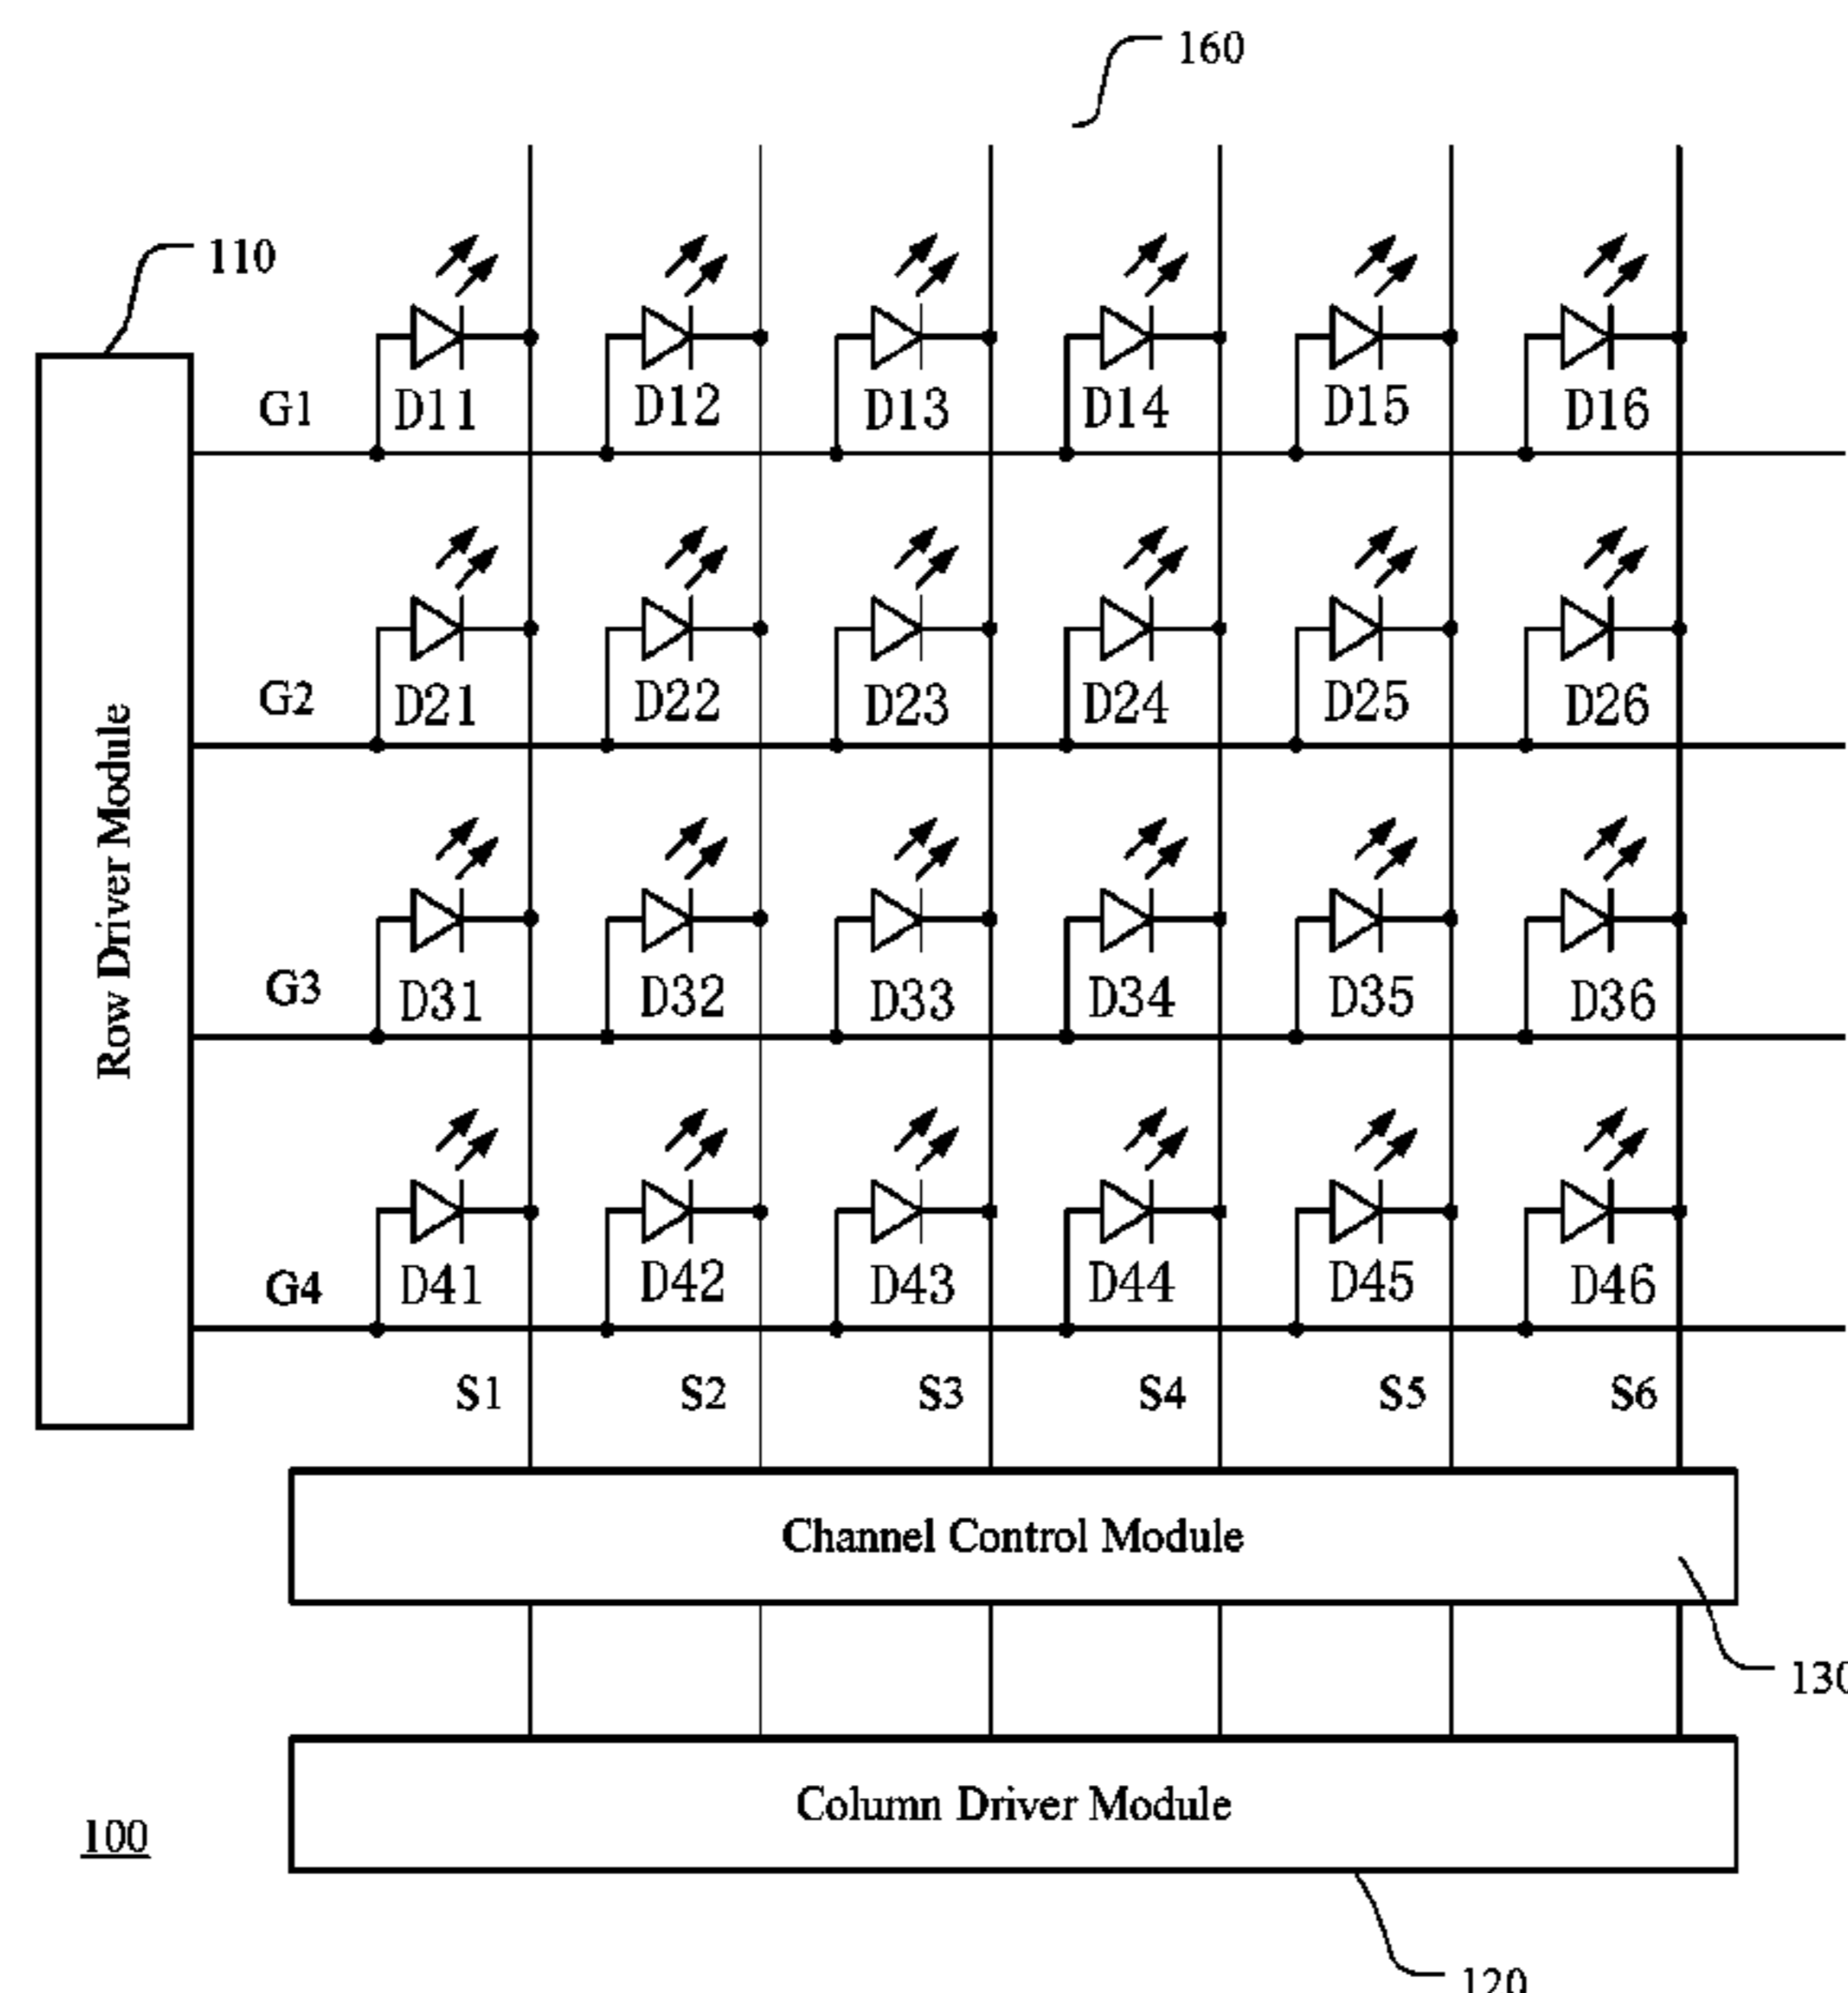 160
110
G1 D11 D12 D13 D14 D15 D16
G2 D21 D22 D23 D24 D25 D26
Row Driver Module
G3 D31 D32 D33 D34 D35 D36
G4 D41 D42 D43 D44 D45 D46
S1 S2 S3 S4 S5 S6
Channel Control Module
130
Column Driver Module
100
120